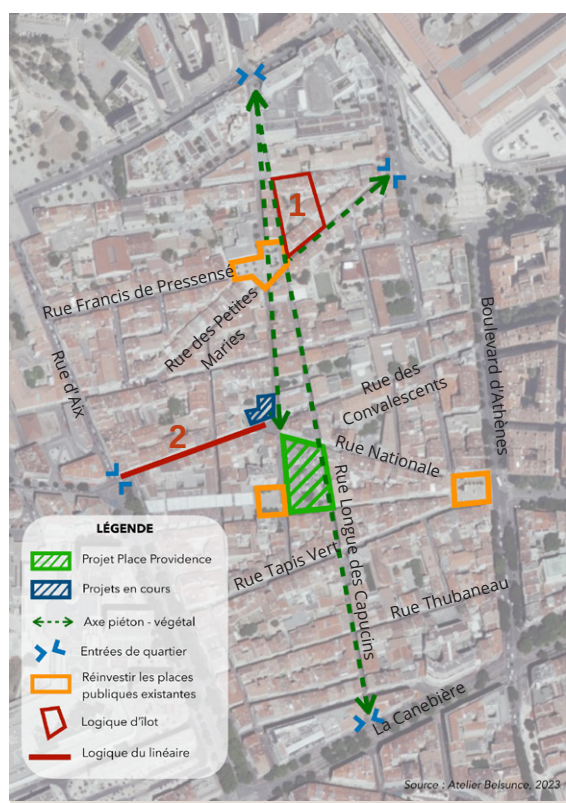 1
Rue Francis de Pressensé
Rue des Petites
Maries
Rue d'Aix
Boulevard d'Athènes
Rue des
Convalescents
2
Rue Nationale
Rue Longue des Capucins
Rue Tapis Vert
Rue Thubaneau
La Canebière
LÉGENDE
Projet Place Providence
Projets en cours
Axe piéton - végétal
Entrées de quartier
Réinvestir les places
publiques existantes
Logique d'îlot
Logique du linéaire
Source : Atelier Belsunce, 2023